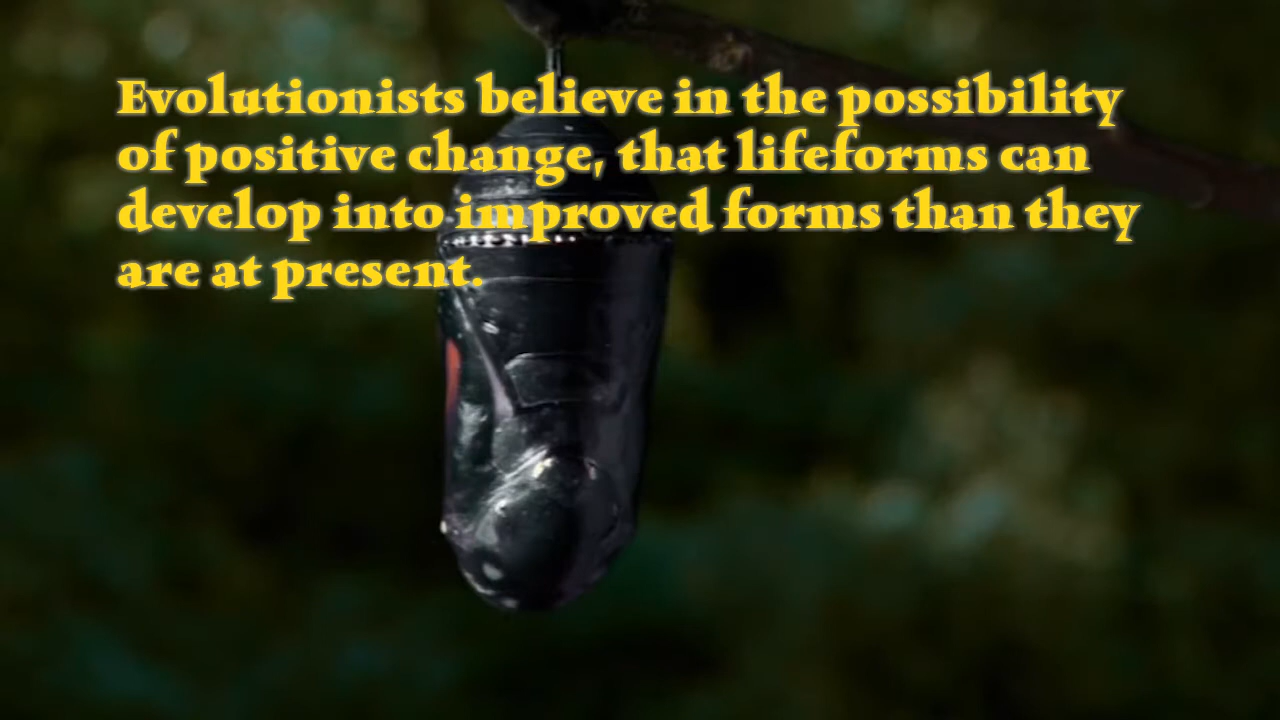 Evolutionists believe in the possibility
of positive change, that lifeforms can
develop into improved forms than they
are at present.